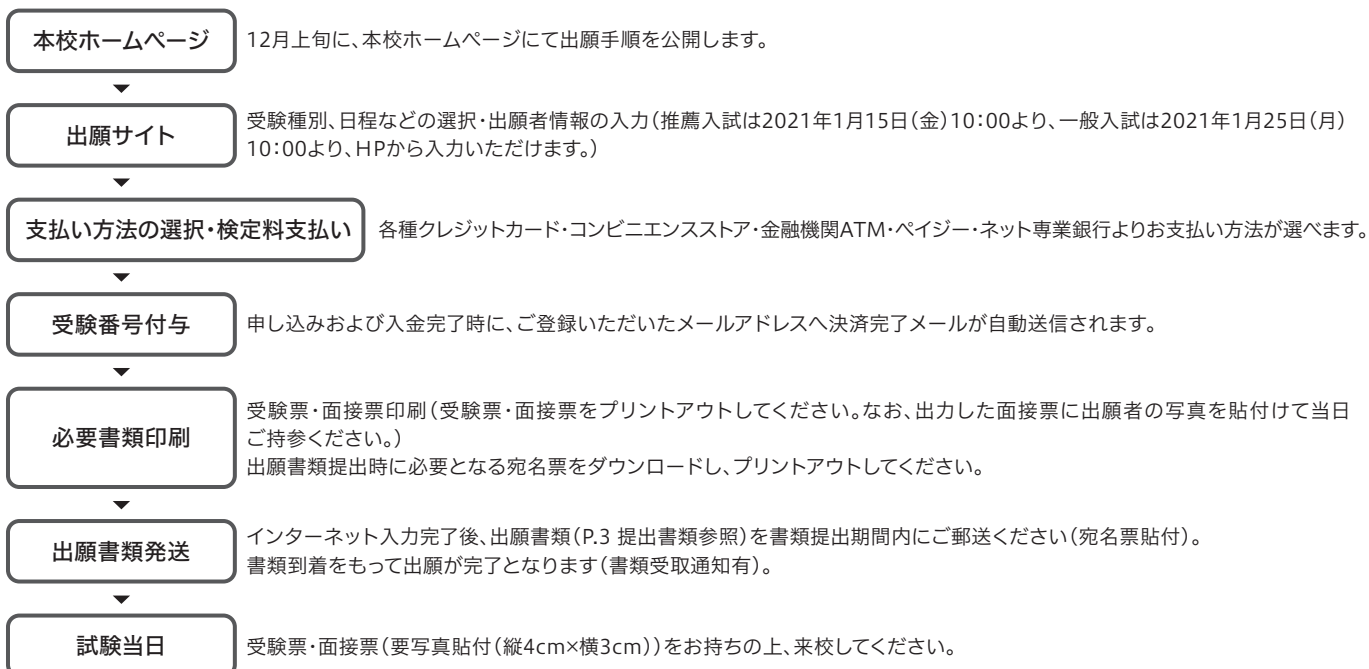 本校ホームページ
12月上旬に、本校ホームページにて出願手順を公開します。
出願サイト
受験種別、日程などの選択・出願者情報の入力(推薦入試は2021年1月15日(金)10:00より、一般入試は2021年1月25日(月)
10:00より、HPから入力いただけます。)
支払い方法の選択・検定料支払い
各種クレジットカード・コンビニエンスストア・金融機関ATM・ペイジー・ネット専業銀行よりお支払い方法が選べます。
受験番号付与
申し込みおよび入金完了時に、ご登録いただいたメールアドレスへ決済完了メールが自動送信されます。
必要書類印刷
受験票・面接票印刷(受験票・面接票をプリントアウトしてください。なお、出力した面接票に出願者の写真を貼付けて当日
ご持参ください。)
出願書類提出時に必要となる宛名票をダウンロードし、プリントアウトしてください。
出願書類発送
インターネット入力完了後、出願書類(P.3 提出書類参照)を書類提出期間内にご郵送ください(宛名票貼付)。
書類到着をもって出願が完了となります(書類受取通知有)。
試験当日
受験票・面接票(要写真貼付(縦4cm×横3cm))をお持ちの上、来校してください。